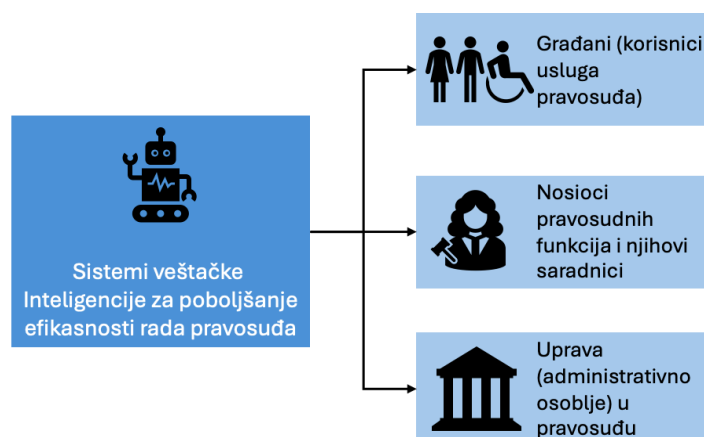 Građani (korisnici
usluga
pravosuđa)
Sistemi veštačke
Inteligencije za poboljšanje
efikasnosti rada pravosuđa
Nosioci
pravosudnih
funkcija i njihovi
saradnici
Uprava
(administrativno
osoblje) u
pravosuđu